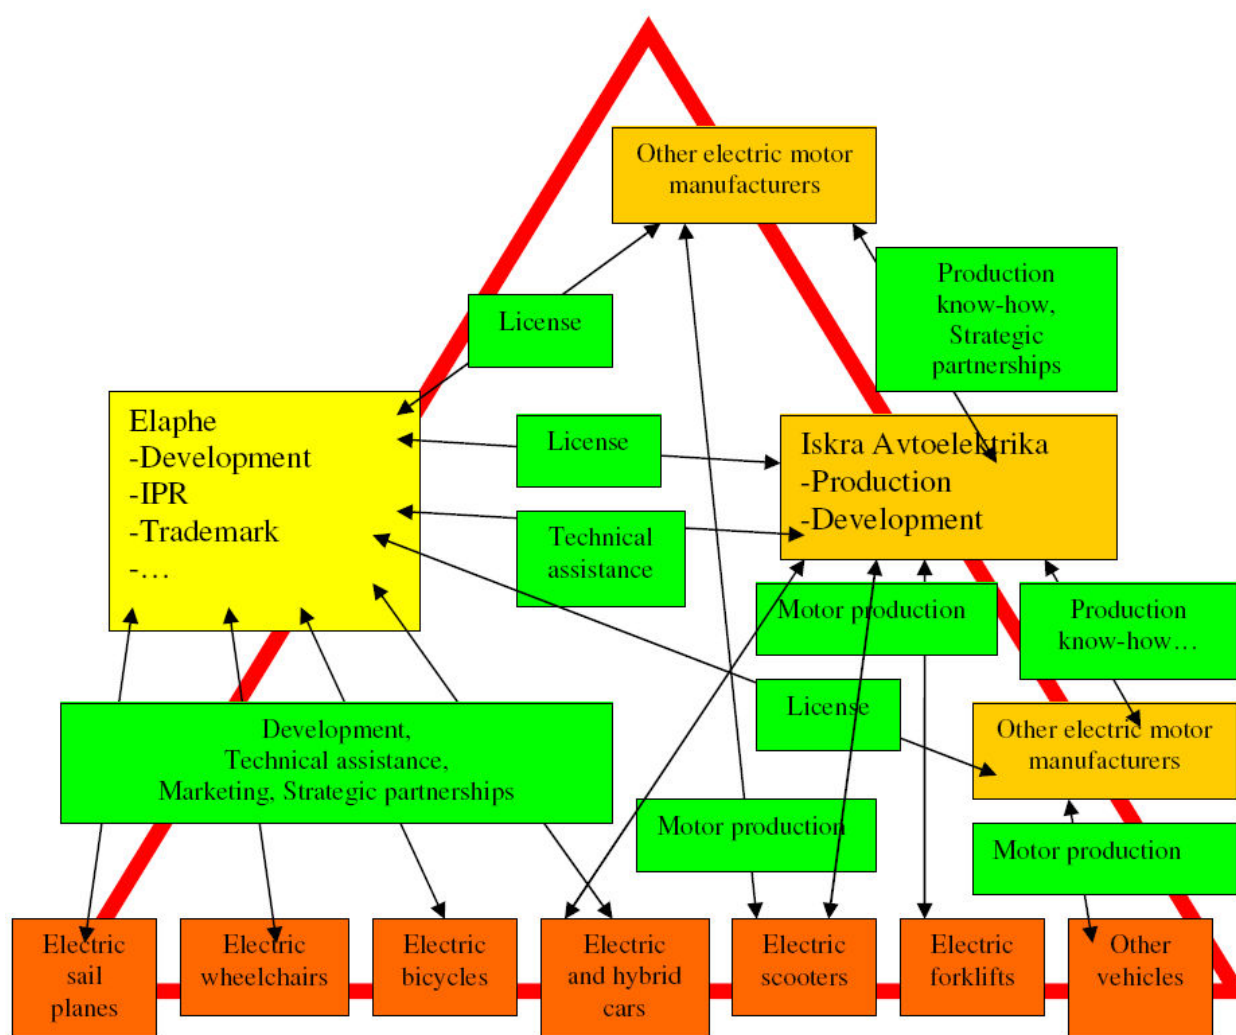 Other electric motor
manufacturers
Production
know-how,
Strategic
partnerships
License
Elaphe
-Development
-IPR
-Trademark
-…
License
Iskra Avtoelektrika
-Production
-Development
Technical
assistance
Motor production
Production
know-how…
License
Development,
Technical assistance,
Marketing, Strategic partnerships
Other electric motor
manufacturers
Motor production
Motor production
Electric
sail
planes
Electric
wheelchairs
Electric
bicycles
Electric
and hybrid
cars
Electric
scooters
Electric
forklifts
Other
vehicles